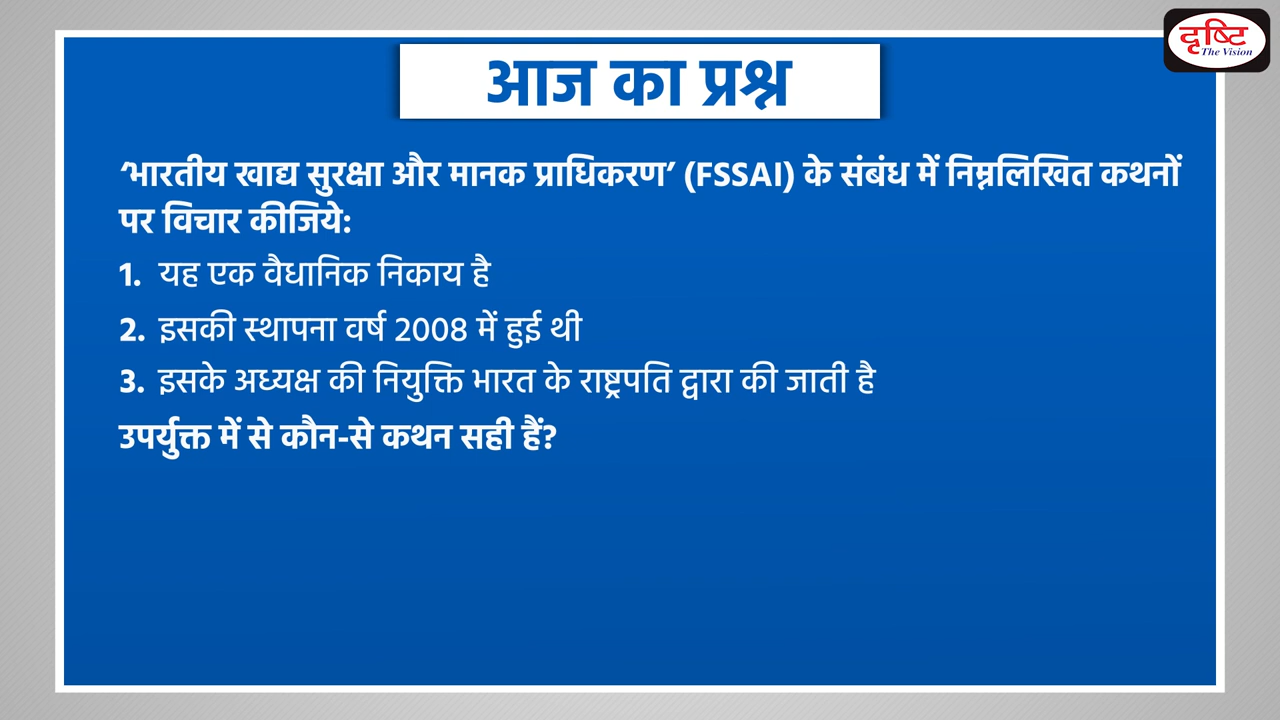 दृष्टि
The Vision
आज का प्रश्न
‘भारतीय खाद्य सुरक्षा और मानक प्राधिकरण’ (FSSAI) के संबंध में निम्नलिखित कथनों
पर विचार कीजिये:
1. यह एक वैधानिक निकाय है
2. इसकी स्थापना वर्ष 2008 में हुई थी
3. इसके अध्यक्ष की नियुक्ति भारत के राष्ट्रपति द्वारा की जाती है
उपर्युक्त में से कौन-से कथन सही हैं?